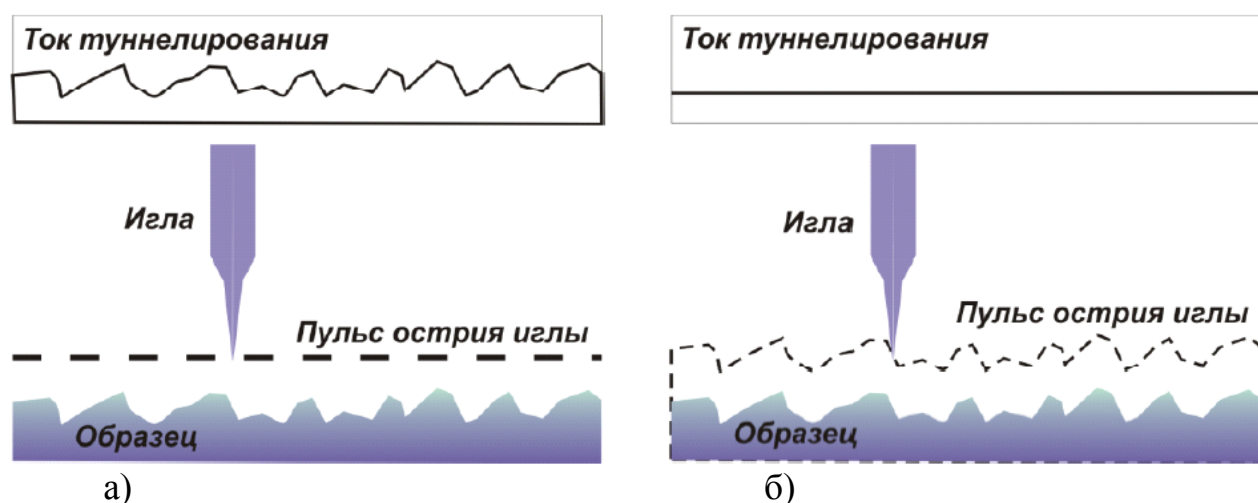 Ток туннелирования
Игла
Пульс острия иглы
Образец
а)
Ток туннелирования
Игла
Пульс острия иглы
Образец
б)